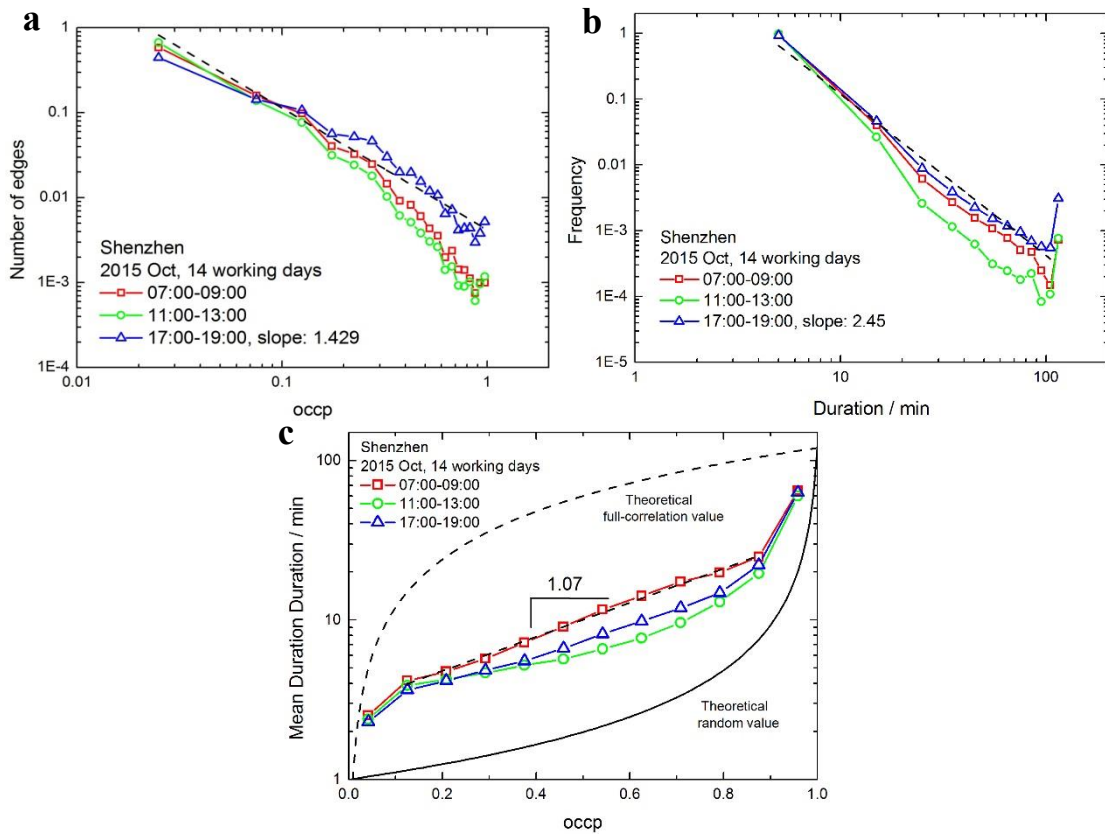 a
Number of edges
1
0.1
0.01
1E-3
1E-4
0.01
0.1
1
occp
Shenzhen
2015 Oct, 14 working days
07:00-09:00
11:00-13:00
17:00-19:00, slope: 1.429
b
Frequency
1
0.1
0.01
0.001
1E-4
1E-5
1
10
100
Duration / min
Shenzhen
2015 Oct, 14 working days
07:00-09:00
11:00-13:00
17:00-19:00, slope: 2.45
c
Mean Duration Duration / min
100
10
1
0.0
0.2
0.4
0.6
0.8
1.0
occp
Shenzhen
2015 Oct, 14 working days
07:00-09:00
11:00-13:00
17:00-19:00
Theoretical
full-correlation value
1.07
Theoretical
random value